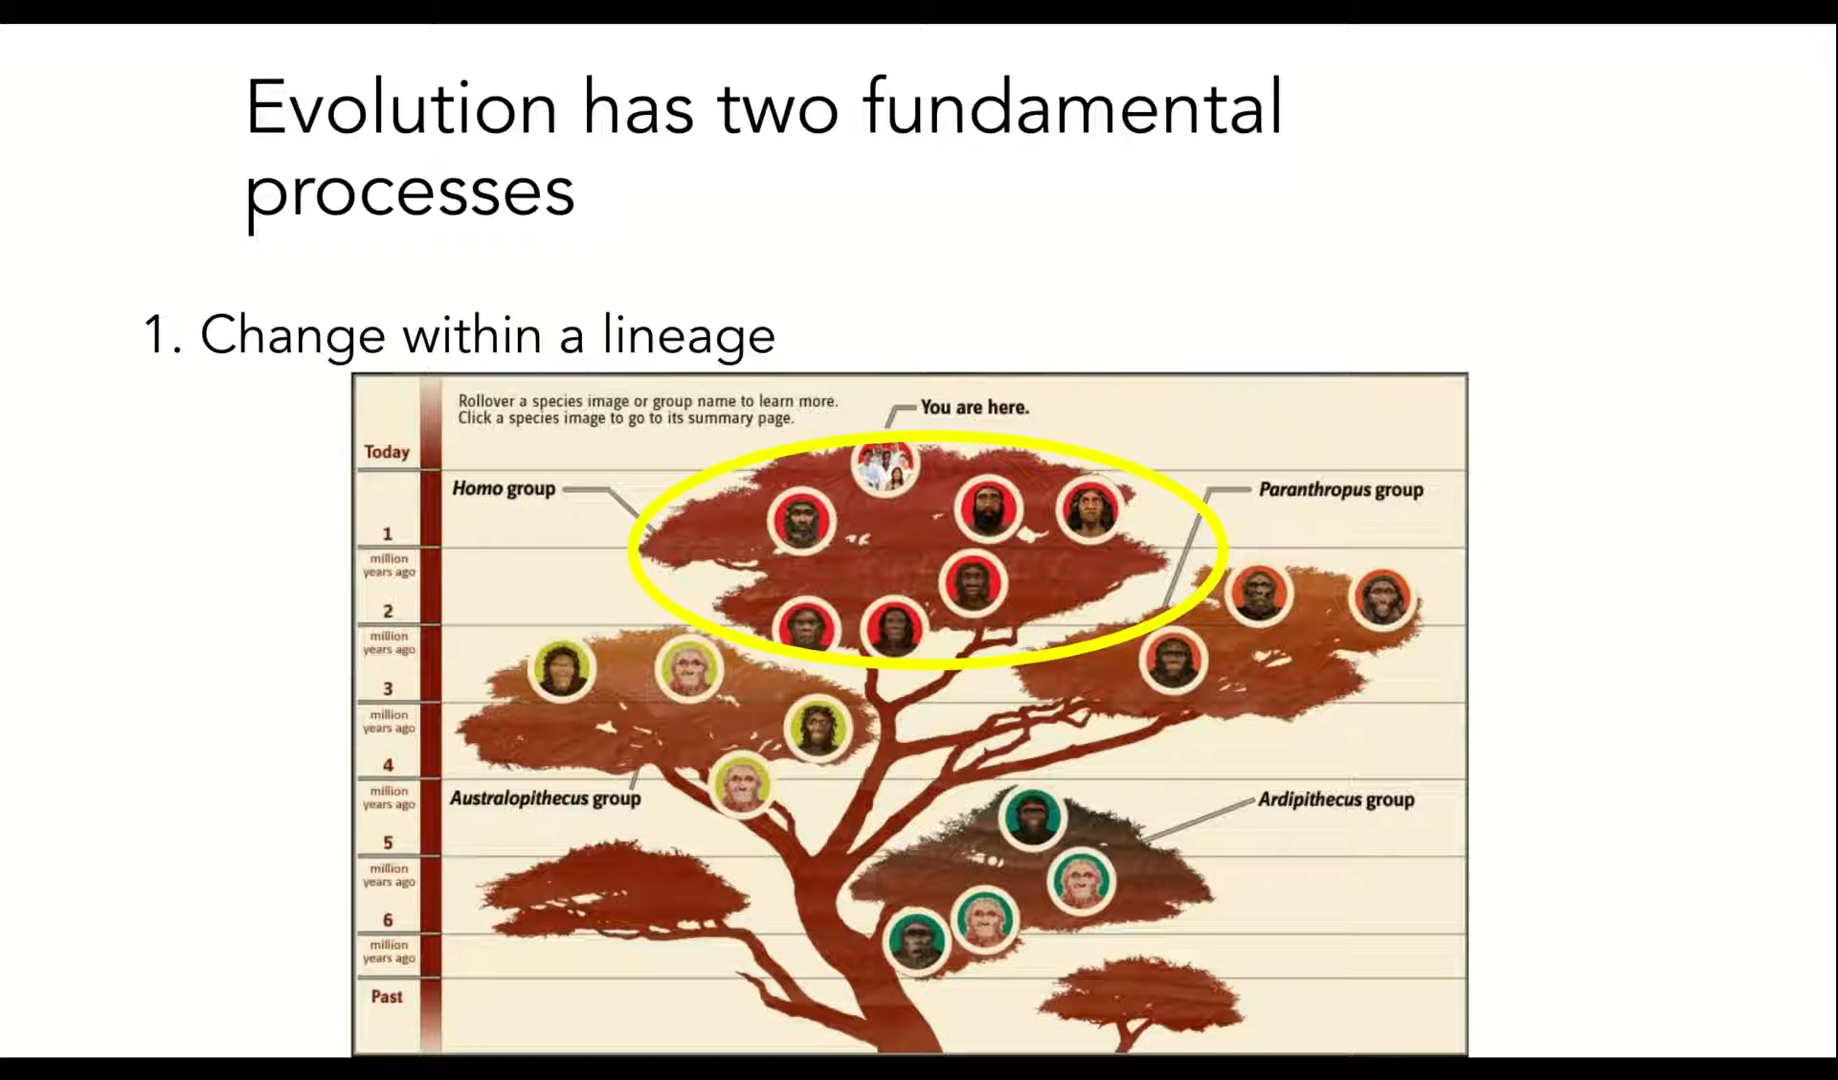 Evolution has two fundamental
processes
1. Change within a lineage
Rollover a species image or group name to learn more.
Click a species image to go to its summary page.
You are here.
Today
Homo group
Paranthropus group
1
million
years ago
2
million
years ago
3
million
years ago
4
million
years ago
Australopithecus group
Ardipithecus group
5
million
years ago
6
million
years ago
Past